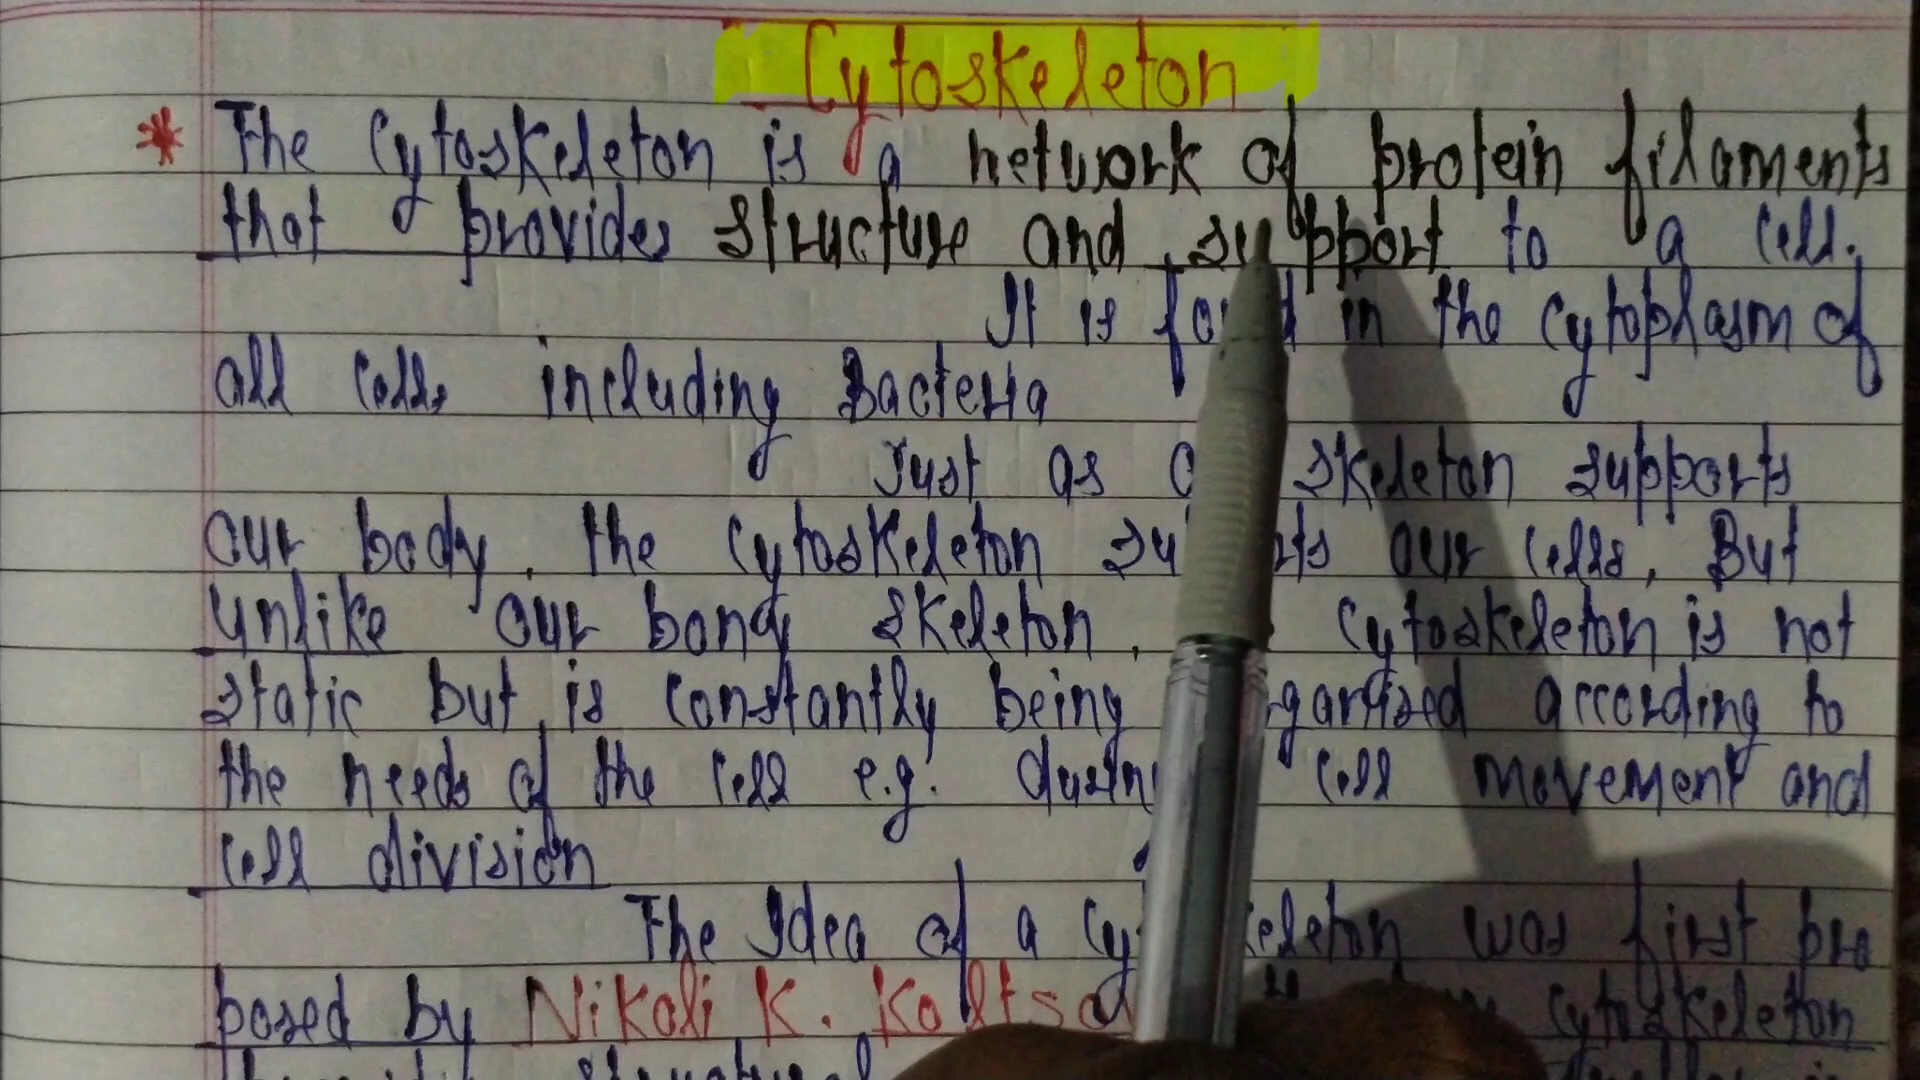 Cytoskeleton
* The Cytoskeleton is a network of protein filaments
that provides structure and support to a cell.
It is found in the cytoplasm of
all cells including Bacteria
Just as skeleton supports
our body, the cytoskeleton our cells. But
unlike our bony skeleton, cytoskeleton is not
static but is constantly being according to
the needs of the cell e.g. cell movement and
cell division
The Idea of a was first pro
posed by Nikoli K. cytoskeleton